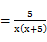 = 5/x(x+5)